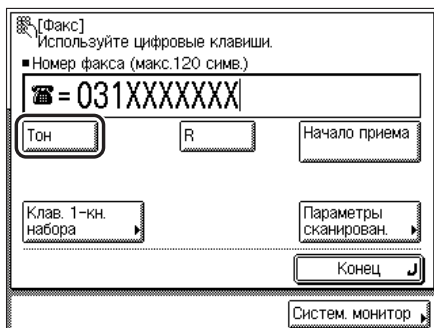 [Факс]
Используйте цифровые клавиши.
■Номер факса (макс.120 симв.)
☎=031XXXXXXX
Тон
R
Начало приема
Клав. 1-кн.
набора
Параметры
сканирован.
Конец
Систем. монитор